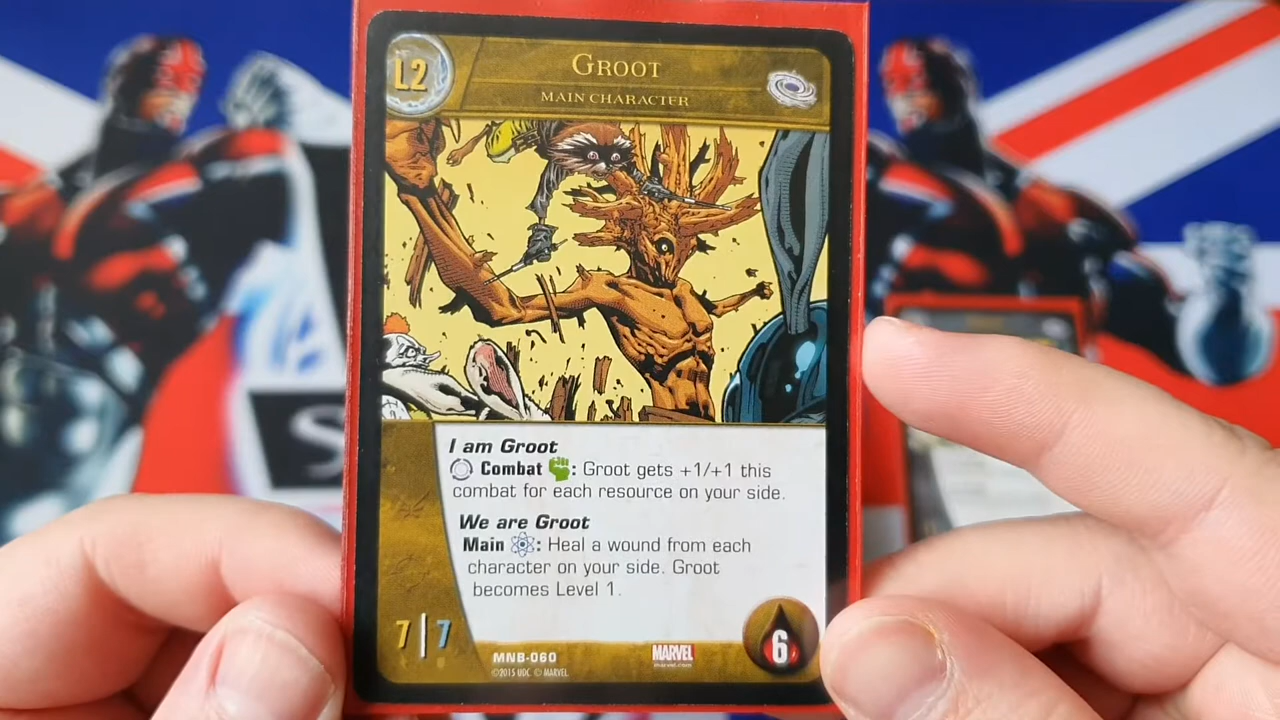 L2
GROOT
MAIN CHARACTER
I am Groot
Combat : Groot gets +1/+1 this
combat for each resource on your side.
We are Groot
Main : Heal a wound from each
character on your side. Groot
becomes Level 1.
7|7
6
MNB-060
MARVEL
marvel.com
©2015 UDC © MARVEL
S